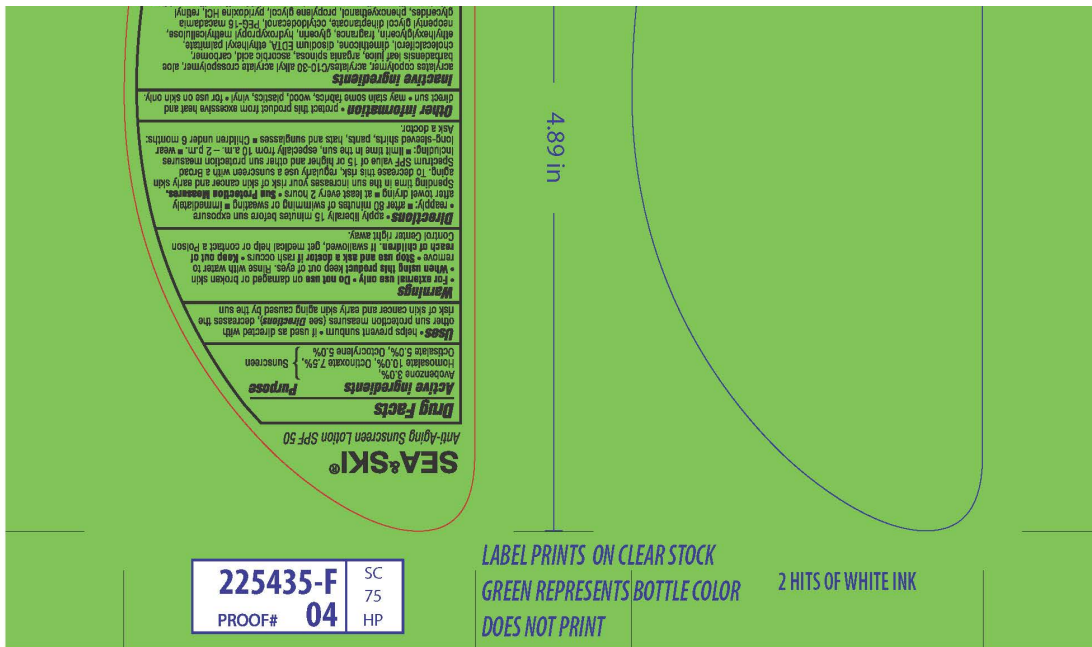 SEA&SKI®
Anti-Aging Sunscreen Lotion SPF 50
Drug Facts
Active ingredients Purpose
Avobenzone 3.0%,
Homosalate 10.0%, Octinoxate 7.5%, } Sunscreen
Octisalate 5.0%, Octocrylene 5.0%
Uses • helps prevent sunburn • if used as directed with
other sun protection measures (see Directions), decreases the
risk of skin cancer and early skin aging caused by the sun
Warnings
• For external use only • Do not use on damaged or broken skin
• When using this product keep out of eyes. Rinse with water to
remove • Stop use and ask a doctor if rash occurs • Keep out of
reach of children. If swallowed, get medical help or contact a Poison
Control Center right away.
Directions • apply liberally 15 minutes before sun exposure
• reapply: ■ after 80 minutes of swimming or sweating ■ immediately
after towel drying ■ at least every 2 hours • Sun Protection Measures.
Spending time in the sun increases your risk of skin cancer and early skin
aging. To decrease this risk, regularly use a sunscreen with a Broad
Spectrum SPF value of 15 or higher and other sun protection measures
including: ■ limit time in the sun, especially from 10 a.m. – 2 p.m. ■ wear
long-sleeved shirts, pants, hats and sunglasses ■ Children under 6 months:
Ask a doctor.
Other information • protect this product from excessive heat and
direct sun • may stain some fabrics, wood, plastics, vinyl • for use on skin only.
Inactive ingredients
acrylates copolymer, acrylates/C10-30 alkyl acrylate crosspolymer, aloe
barbadensis leaf juice, argania spinosa, ascorbic acid, carbomer,
cholecalciterol, dimethicone, disodium EDTA, ethylhexyl palmitate,
ethylhexylglycerin, fragrance, glycerin, hydroxypropyl methylcellulose,
neopentyl glycol diheptanoate, octyldodecanol, PEG-16 macadamia
glycerides, phenoxyethanol, propylene glycol, pyridoxine HCl, retinyl
4.89 in
225435-F
PROOF# 04
SC
75
HP
LABEL PRINTS ON CLEAR STOCK
GREEN REPRESENTS BOTTLE COLOR
DOES NOT PRINT
2 HITS OF WHITE INK